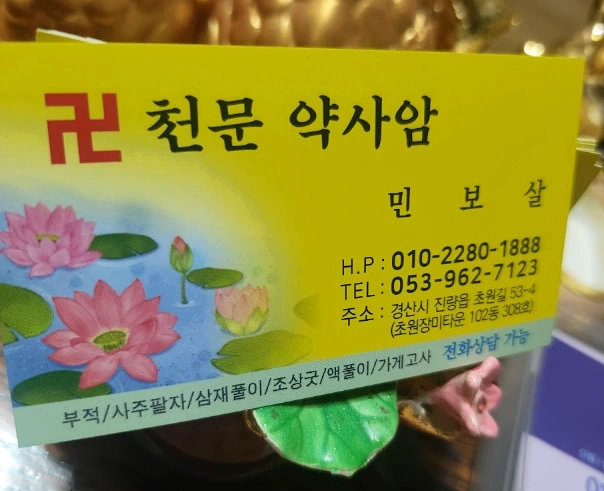 卍 천문 약사암
민 보 살
H.P : 010-2280-1888
TEL : 053-962-7123
주소 : 경산시 진량읍 초원길 53-4
(초원장미타운 102동 308호)
부적/사주팔자/삼재풀이/조상굿/액풀이/가게고사 전화상담 가능